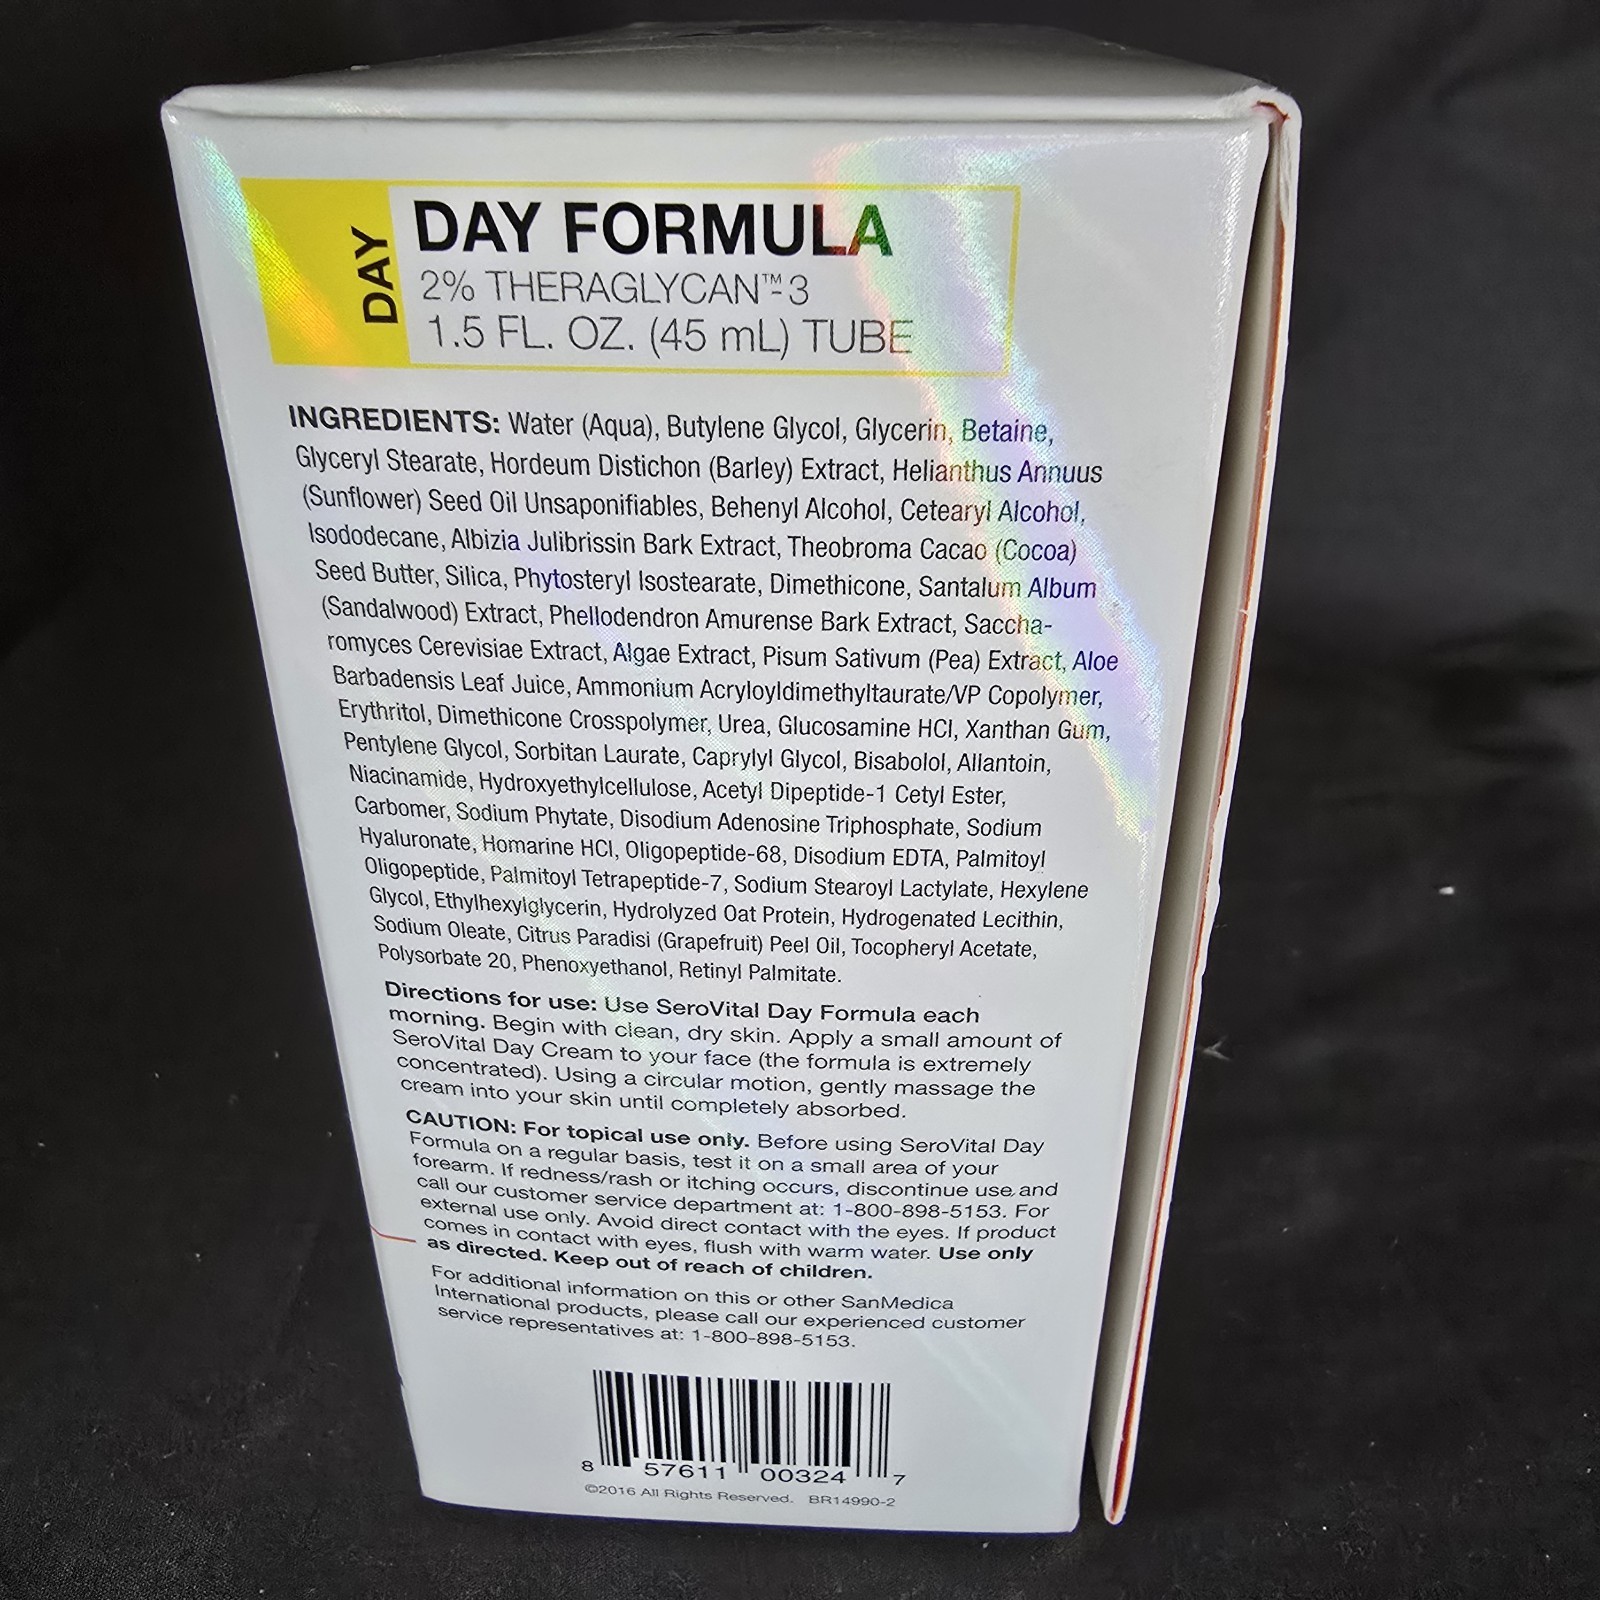 DAY
DAY FORMULA
2% THERAGLYCAN™-3
1.5 FL. OZ. (45 mL) TUBE
INGREDIENTS: Water (Aqua), Butylene Glycol, Glycerin, Betaine,
Glyceryl Stearate, Hordeum Distichon (Barley) Extract, Helianthus Annuus
(Sunflower) Seed Oil Unsaponifiables, Behenyl Alcohol, Cetearyl Alcohol,
Isododecane, Albizia Julibrissin Bark Extract, Theobroma Cacao (Cocoa)
Seed Butter, Silica, Phytosteryl Isostearate, Dimethicone, Santalum Album
(Sandalwood) Extract, Phellodendron Amurense Bark Extract, Saccha-
romyces Cerevisiae Extract, Algae Extract, Pisum Sativum (Pea) Extract, Aloe
Barbadensis Leaf Juice, Ammonium Acryloyldimethyltaurate/VP Copolymer,
Erythritol, Dimethicone Crosspolymer, Urea, Glucosamine HCl, Xanthan Gum,
Pentylene Glycol, Sorbitan Laurate, Caprylyl Glycol, Bisabolol, Allantoin,
Niacinamide, Hydroxyethylcellulose, Acetyl Dipeptide-1 Cetyl Ester,
Carbomer, Sodium Phytate, Disodium Adenosine Triphosphate, Sodium
Hyaluronate, Homarine HCl, Oligopeptide-68, Disodium EDTA, Palmitoyl
Oligopeptide, Palmitoyl Tetrapeptide-7, Sodium Stearoyl Lactylate, Hexylene
Glycol, Ethylhexylglycerin, Hydrolyzed Oat Protein, Hydrogenated Lecithin,
Sodium Oleate, Citrus Paradisi (Grapefruit) Peel Oil, Tocopheryl Acetate,
Polysorbate 20, Phenoxyethanol, Retinyl Palmitate.
Directions for use: Use SeroVital Day Formula each
morning. Begin with clean, dry skin. Apply a small amount of
SeroVital Day Cream to your face (the formula is extremely
concentrated). Using a circular motion, gently massage the
cream into your skin until completely absorbed.
CAUTION: For topical use only. Before using SeroVital Day
Formula on a regular basis, test it on a small area of your
forearm. If redness/rash or itching occurs, discontinue use and
call our customer service department at: 1-800-898-5153. For
external use only. Avoid direct contact with the eyes. If product
comes in contact with eyes, flush with warm water. Use only
as directed. Keep out of reach of children.
For additional information on this or other SanMedica
International products, please call our experienced customer
service representatives at: 1-800-898-5153.
8 57611 00324 7
©2016 All Rights Reserved. BR14990-2